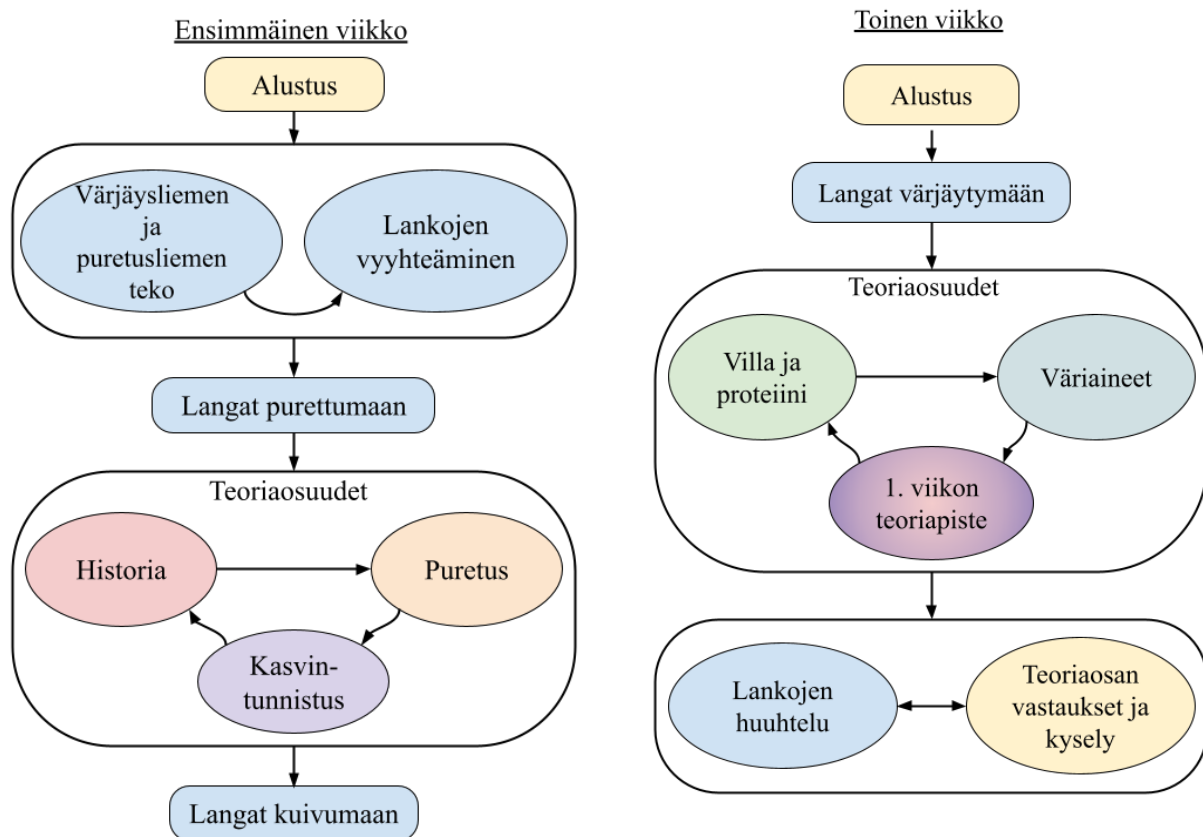 Ensimmäinen viikko
Alustus
Värjäysliemen
ja
puretusliemen
teko
Lankojen
vyyhteäminen
Langat purettumaan
Teoriaosuudet
Historia
Puretus
Kasvin-
tunnistus
Langat kuivumaan
Toinen viikko
Alustus
Langat värjäytymään
Teoriaosuudet
Villa ja
proteiini
Väriaineet
1. viikon
teoriapiste
Lankojen
huuhtelu
Teoriaosan
vastaukset ja
kysely